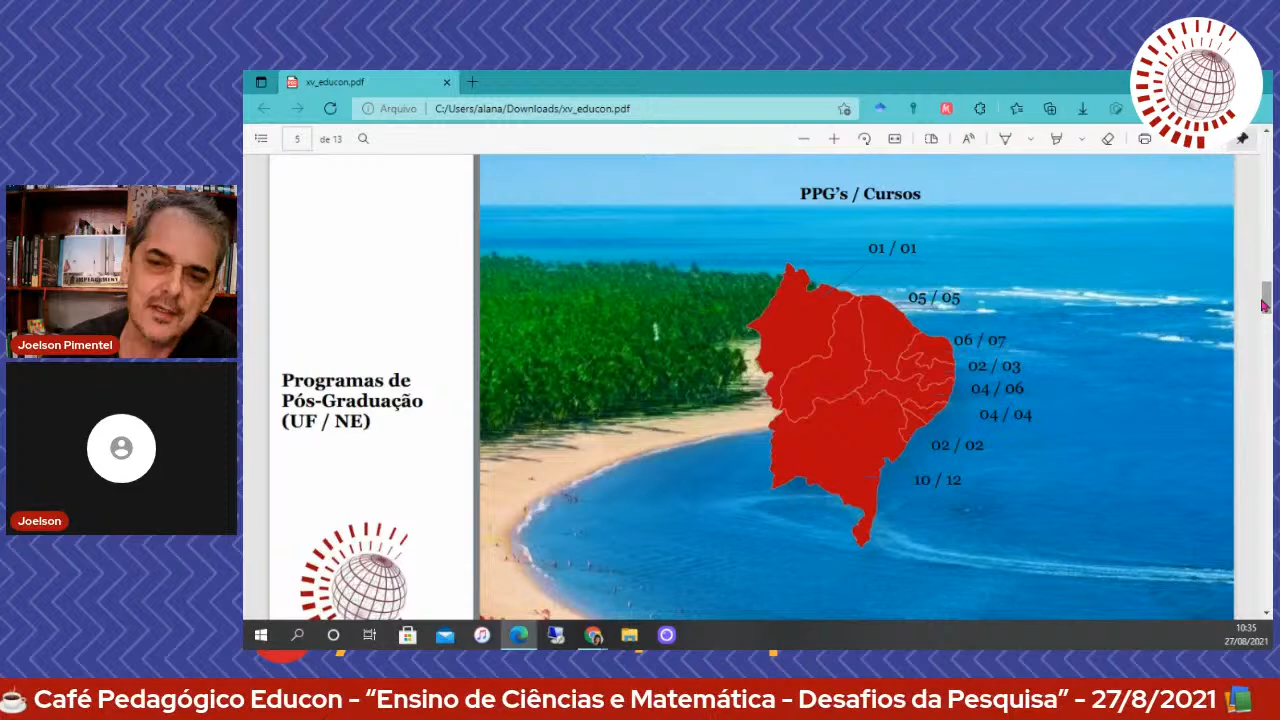 xv_educon.pdf
Arquivo
C:/Users/alana/Downloads/xv_educon.pdf
5
de 13
PPG's / Cursos
01 / 01
05 / 05
06 / 07
02 / 03
04 / 06
04 / 04
02 / 02
10 / 12
Programas de
Pós-Graduação
(UF / NE)
Joelson Pimentel
Joelson
10:35
27/08/2021
Café Pedagógico Educon - “Ensino de Ciências e Matemática - Desafios da Pesquisa” - 27/8/2021